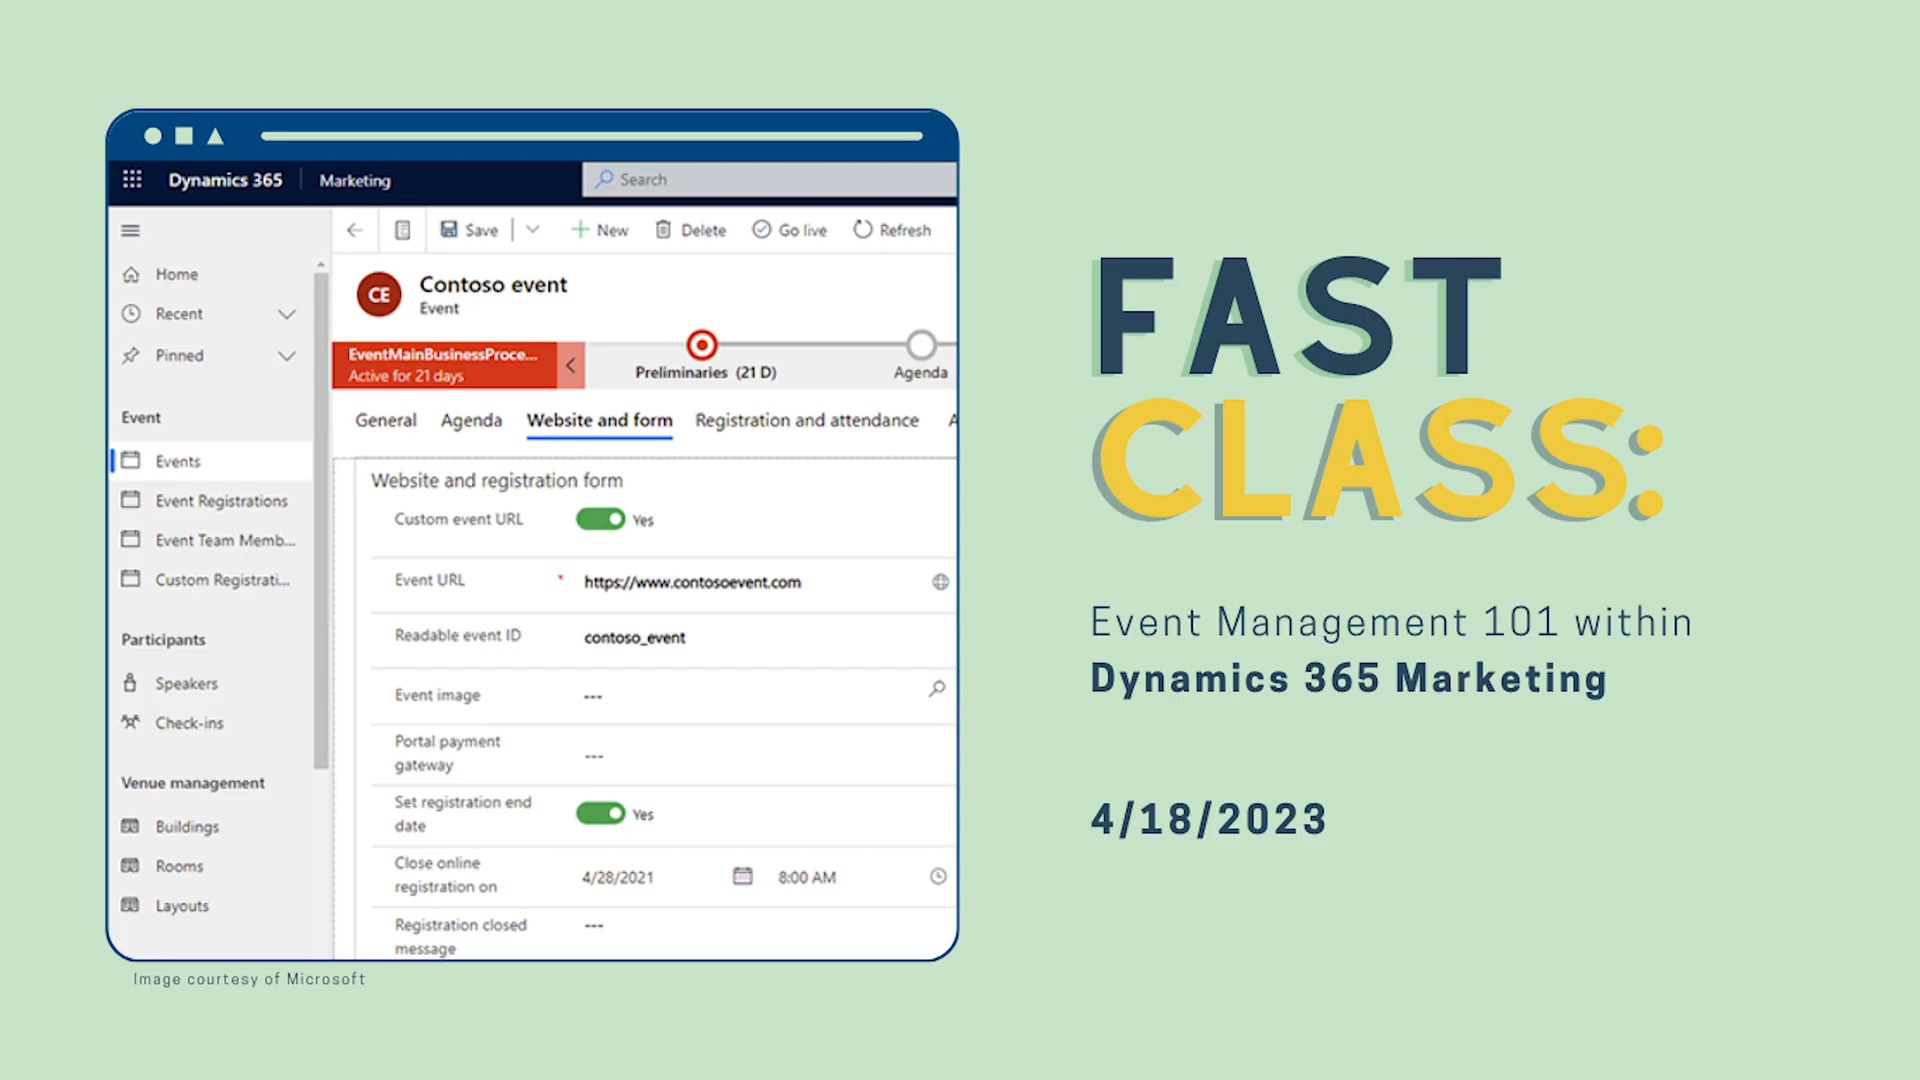 Dynamics 365
Marketing
Search
Save
New
Delete
Go live
Refresh
Home
Recent
Pinned
Event
Events
Event Registrations
Event Team Memb...
Custom Registrati...
Participants
Speakers
Check-ins
Venue management
Buildings
Rooms
Layouts
CE
Contoso event
Event
EventMainBusinessProce...
Active for 21 days
Preliminaries (21 D)
Agenda
General
Agenda
Website and form
Registration and attendance
A
Website and registration form
Custom event URL
Yes
Event URL
*
https://www.contosoevent.com
Readable event ID
contoso_event
Event image
---
Portal payment
gateway
---
Set registration end
date
Yes
Close online
registration on
4/28/2021
8:00 AM
Registration closed
message
---
Image courtesy of Microsoft
FAST
CLASS:
Event Management 101 within
Dynamics 365 Marketing
4/18/2023